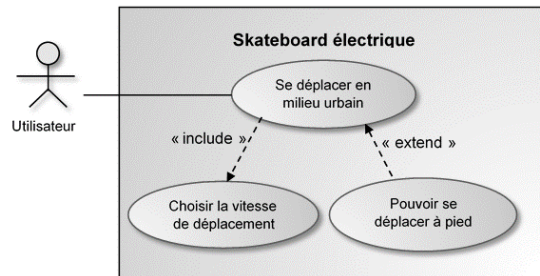 Skateboard électrique
Se déplacer en
milieu urbain
Utilisateur
« include »
« extend »
Choisir la vitesse
de déplacement
Pouvoir se
déplacer à pied